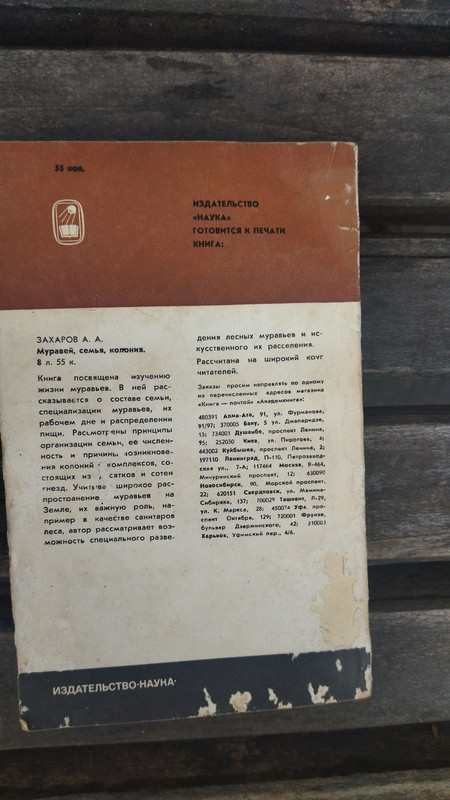 55 коп.
ИЗДАТЕЛЬСТВО
«НАУКА»
ГОТОВИТСЯ К ПЕЧАТИ
КНИГА:
ЗАХАРОВ А. А.
Муравей, семья, колония.
8 л. 55 к.
Книга посвящена изучению
жизни муравьев. В ней рас-
сказывается о составе семьи,
специализации муравьев, их
рабочем дне и распределении
пищи. Рассмотрены принципы
организации семьи, ее числен-
ность и причины возникнове-
ния колоний комплексов, со-
стоящих из сятков и сотен
гнезд. Учитывая широкое рас-
простоанение муравьев на
Земле, их важную роль, на-
пример в качестве санитаров
леса, автор рассматривает воз-
можность специального разве-
дения лесных муравьев и ис-
кусственного их расселения.
Рассчитана на широкий круг
читателей.
Заказы просим направлять по одному
из перечисленных адресов магазина
«Книга — почтой» «Академкнига»:
480391 Алма-Ата, 91, ул. Фурманова,
91/97; 370005 Баку, 5 ул. Джапаридзе,
13; 734001 Душанбе, проспект Ленина,
95; 252030 Киев, ул. Пирогова, 4;
443002 Куйбышев, проспект Ленина, 2;
197110 Ленинград, П-110, Петрозавод-
ская ул., 7-А; 117464 Москва, В-464,
Мичуринский проспект, 12; 630090
Новосибирск, 90, Морской проспект,
22; 620151 Свердловск, ул. Мамина-
Сибиряка, 137; 700029 Ташкент, Л-29,
ул. К. Маркса, 28; 450074 Уфа, про-
спект Октября, 129; 720001 Фрунзе,
бульвар Дзержинского, 42; 310003
Харьков, Уфимский пер., 4/6.
ИЗДАТЕЛЬСТВО·НАУКА·